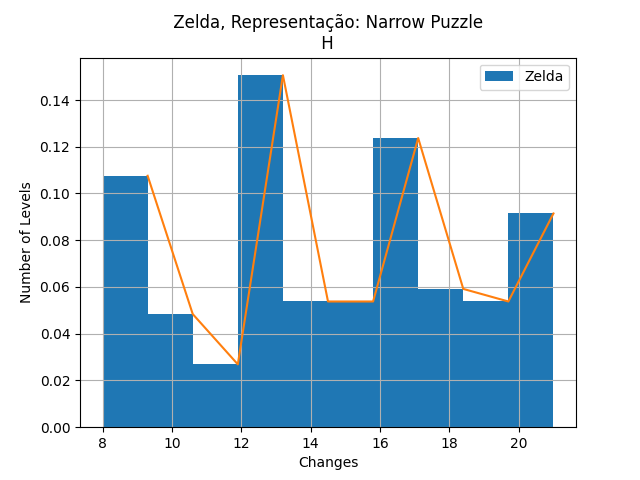 Zelda, Representação: Narrow Puzzle
H
Zelda
0.14
0.12
0.10
0.08
0.06
0.04
0.02
0.00
Number of Levels
8 10 12 14 16 18 20
Changes